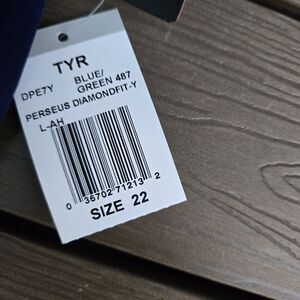 TYR
DPE7Y BLUE/
GREEN 487
PERSEUS DIAMONDFIT-Y
L-AH
0 36702 71213 2
SIZE 22